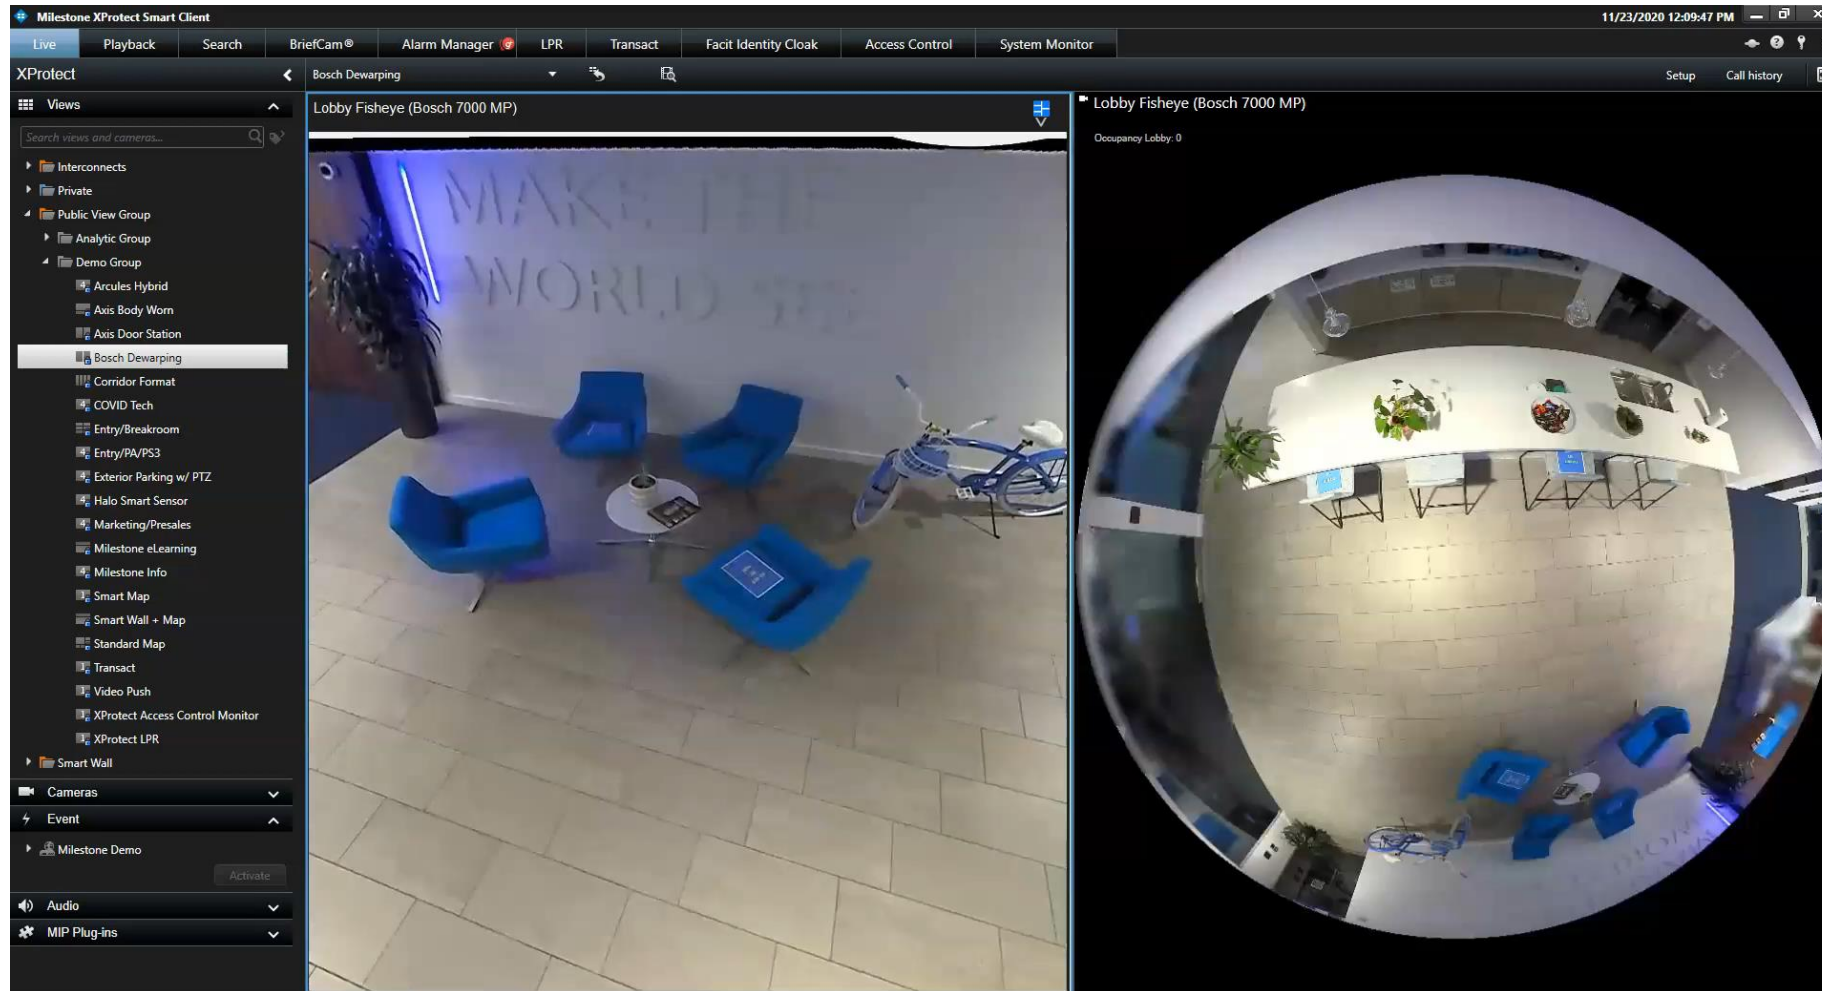 Milestone XProtect Smart Client
11/23/2020 12:09:47 PM
Live Playback Search BriefCam® Alarm Manager LPR Transact Facit Identity Cloak Access Control System Monitor
XProtect
Bosch Dewarping
Setup Call history
Views
Search views and cameras...
Interconnects
Private
Public View Group
Analytic Group
Demo Group
Arcules Hybrid
Axis Body Worn
Axis Door Station
Bosch Dewarping
Corridor Format
COVID Tech
Entry/Breakroom
Entry/PA/PS3
Exterior Parking w/ PTZ
Halo Smart Sensor
Marketing/Presales
Milestone eLearning
Milestone Info
Smart Map
Smart Wall + Map
Standard Map
Transact
Video Push
XProtect Access Control Monitor
XProtect LPR
Smart Wall
Cameras
Event
Milestone Demo
Activate
Audio
MIP Plug-ins
Lobby Fisheye (Bosch 7000 MP)
MAKE THE
WORLD SEE
Lobby Fisheye (Bosch 7000 MP)
Occupancy Lobby: 0